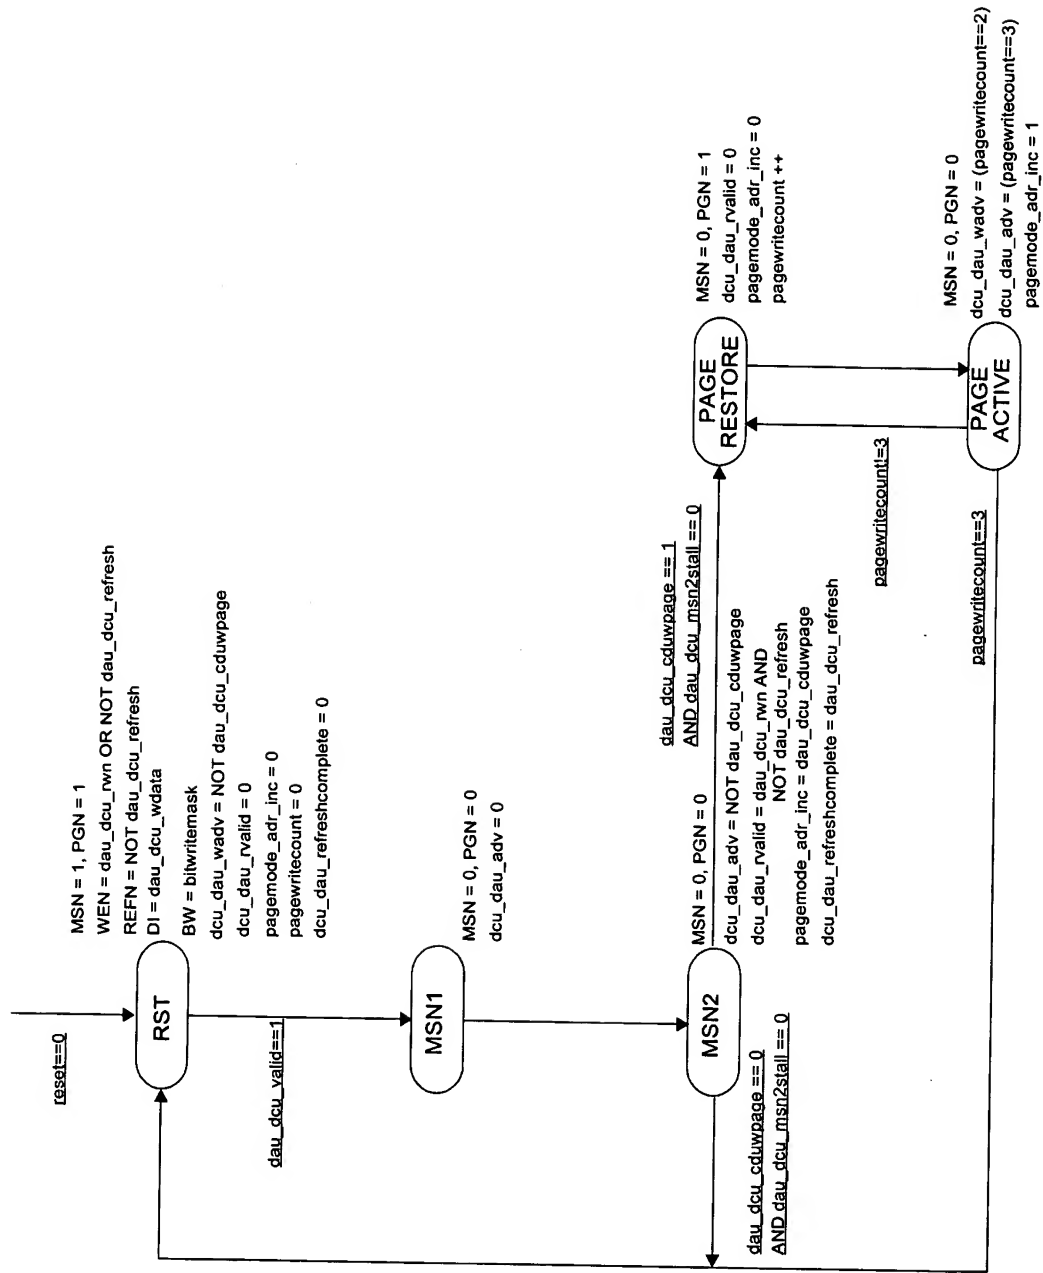 reset==0
RST
MSN = 1, PGN = 1
WEN = dau_dcu_rwn OR NOT dau_dcu_refresh
REFN = NOT dau_dcu_refresh
DI = dau_dcu_wdata
BW = bitwritemask
dcu_dau_wadv = NOT dau_dcu_cduwpage
dcu_dau_rvalid = 0
pagemode_adr_inc = 0
pagewritecount = 0
dcu_dau_refreshcomplete = 0
dau_dcu_valid==1
MSN1
MSN = 0, PGN = 0
dcu_dau_adv = 0
MSN2
MSN = 0, PGN = 0
dcu_dau_adv = NOT dau_dcu_cduwpage
dcu_dau_rvalid = dau_dcu_rwn AND
NOT dau_dcu_refresh
pagemode_adr_inc = dau_dcu_cduwpage
dcu_dau_refreshcomplete = dau_dcu_refresh
dau_dcu_cduwpage == 0
AND dau_dcu_msn2stall == 0
dau_dcu_cduwpage == 1
AND dau_dcu_msn2stall == 0
PAGE
RESTORE
MSN = 0, PGN = 1
dcu_dau_rvalid = 0
pagemode_adr_inc = 0
pagewritecount ++
pagewritecount!=3
pagewritecount==3
PAGE
ACTIVE
MSN = 0, PGN = 0
dcu_dau_wadv = (pagewritecount==2)
dcu_dau_adv = (pagewritecount==3)
pagemode_adr_inc = 1